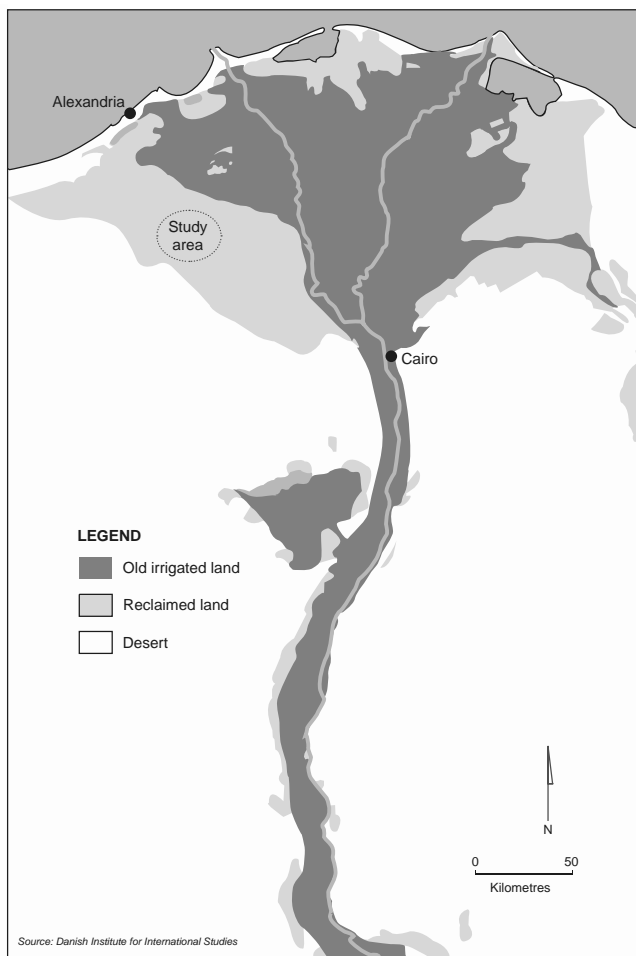 Alexandria
Study
area
Cairo
LEGEND
Old irrigated land
Reclaimed land
Desert
N
0 50
Kilometres
Source: Danish Institute for International Studies